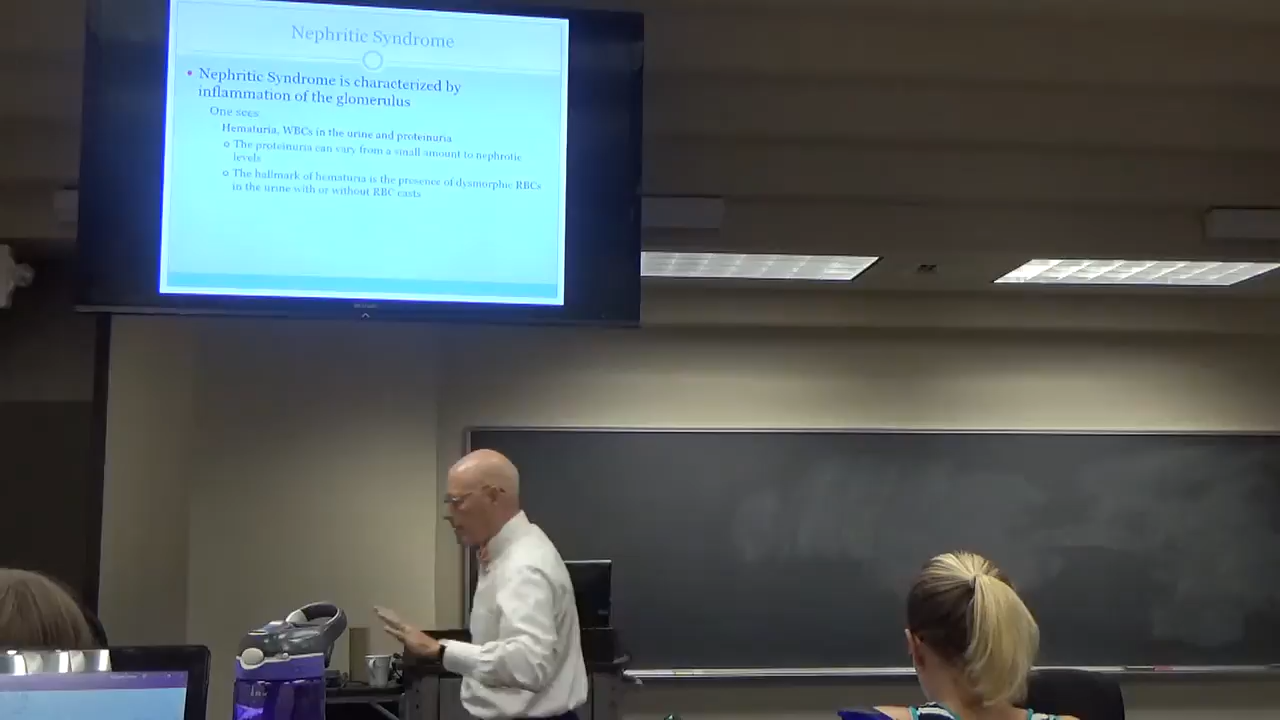 Nephritic Syndrome
• Nephritic Syndrome is characterized by
inflammation of the glomerulus
One sees:
Hematuria, WBCs in the urine and proteinuria
o The proteinuria can vary from a small amount to nephrotic
levels
o The hallmark of hematuria is the presence of dysmorphic RBCs
in the urine with or without RBC casts